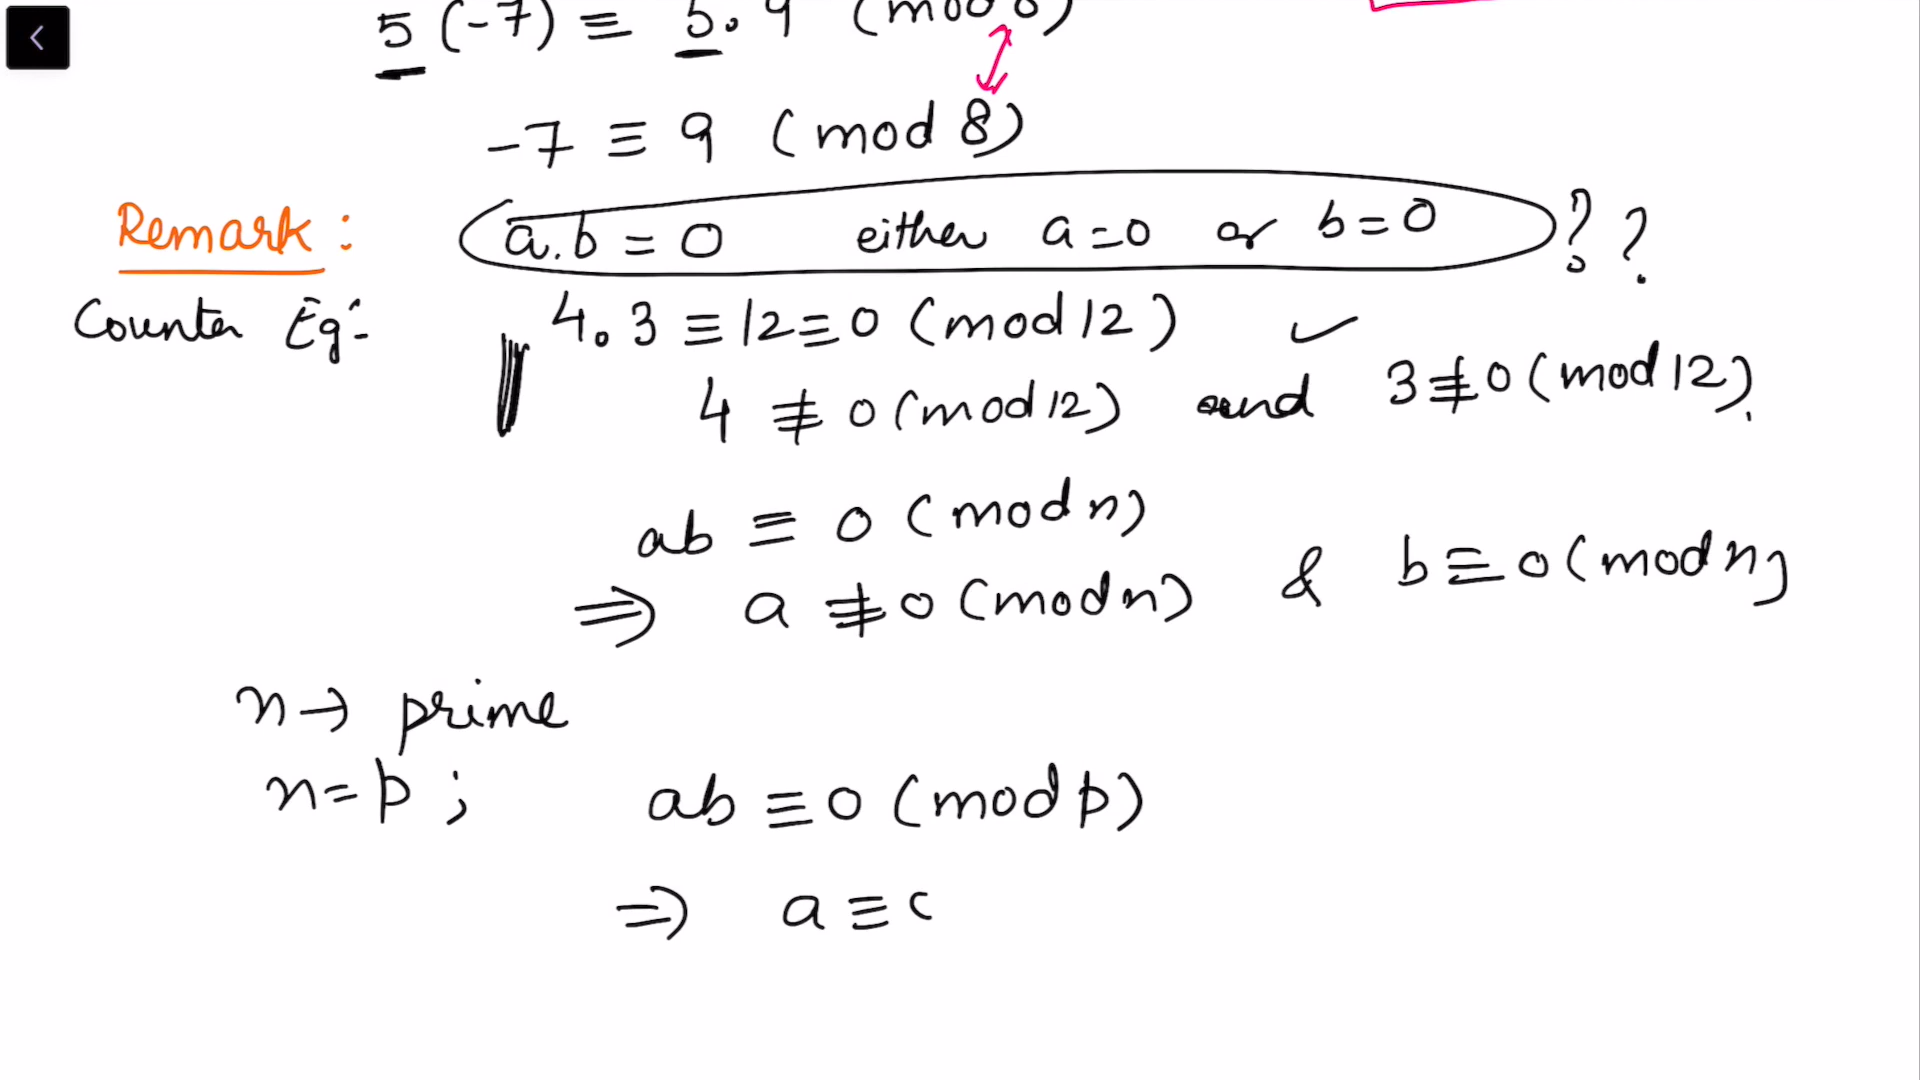 5 (-7) ≡ 5 . 9 (mod 8)
-7 ≡ 9 (mod 8)
Remark : a . b = 0 either a = 0 or b = 0 ? ?
Counter Eg:- 4 . 3 ≡ 12 ≡ 0 (mod 12) ✓
4 ≢ 0 (mod 12) and 3 ≢ 0 (mod 12).
ab ≡ 0 (mod n)
⇒ a ≢ 0 (mod n) & b ≡ 0 (mod n)
n → prime
n = p ; ab ≡ 0 (mod p)
⇒ a ≡ c